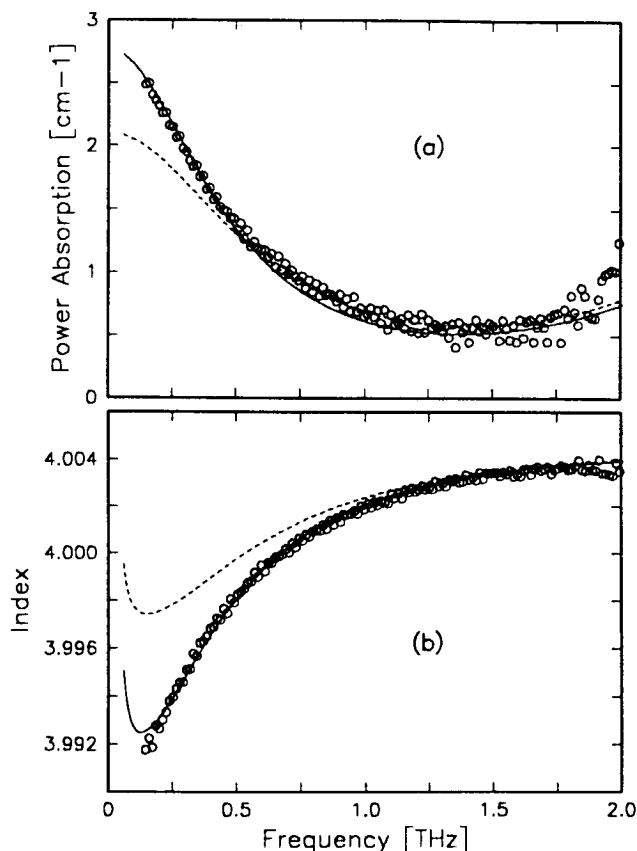 3
2
1
0
Power Absorption [cm−1]
(a)
4.004
4.000
3.996
3.992
Index
(b)
0 0.5 1.0 1.5 2.0
Frequency [THz]